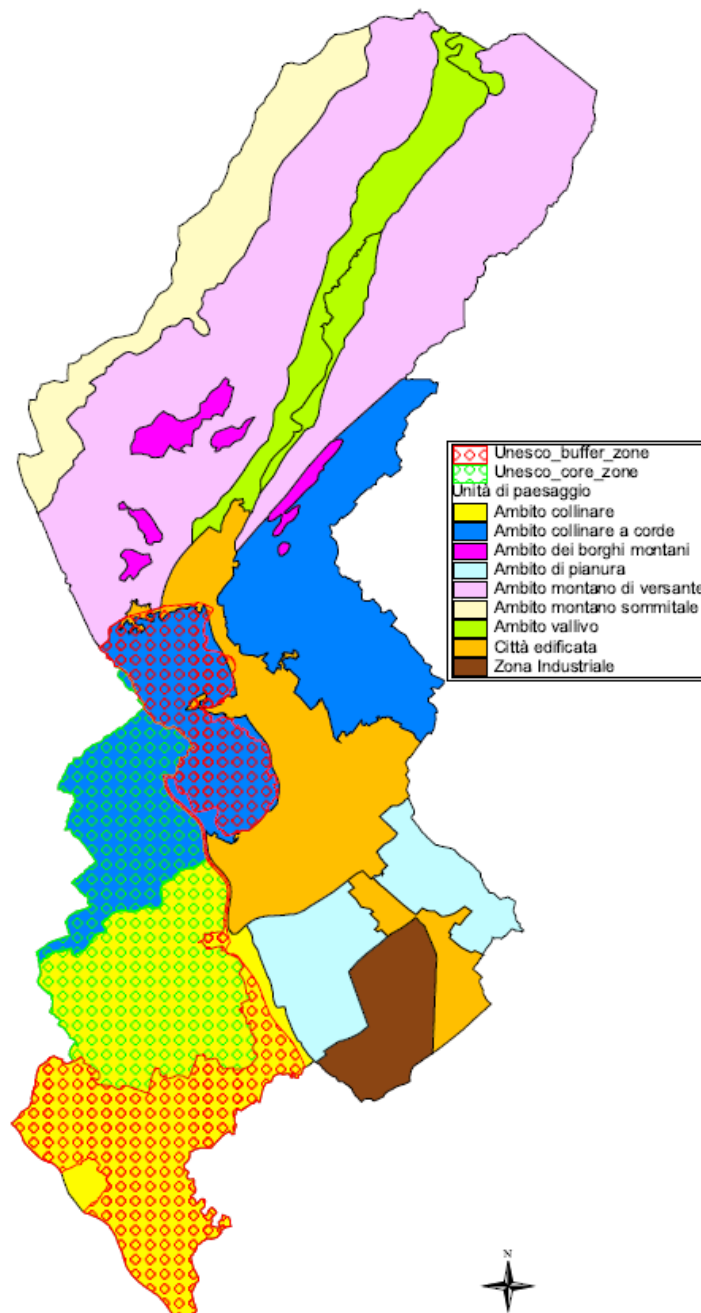 Unesco_buffer_zone
Unesco_core_zone
Unità di paesaggio
Ambito collinare
Ambito collinare a corde
Ambito dei borghi montani
Ambito di pianura
Ambito montano di versante
Ambito montano sommitale
Ambito vallivo
Città edificata
Zona Industriale
N